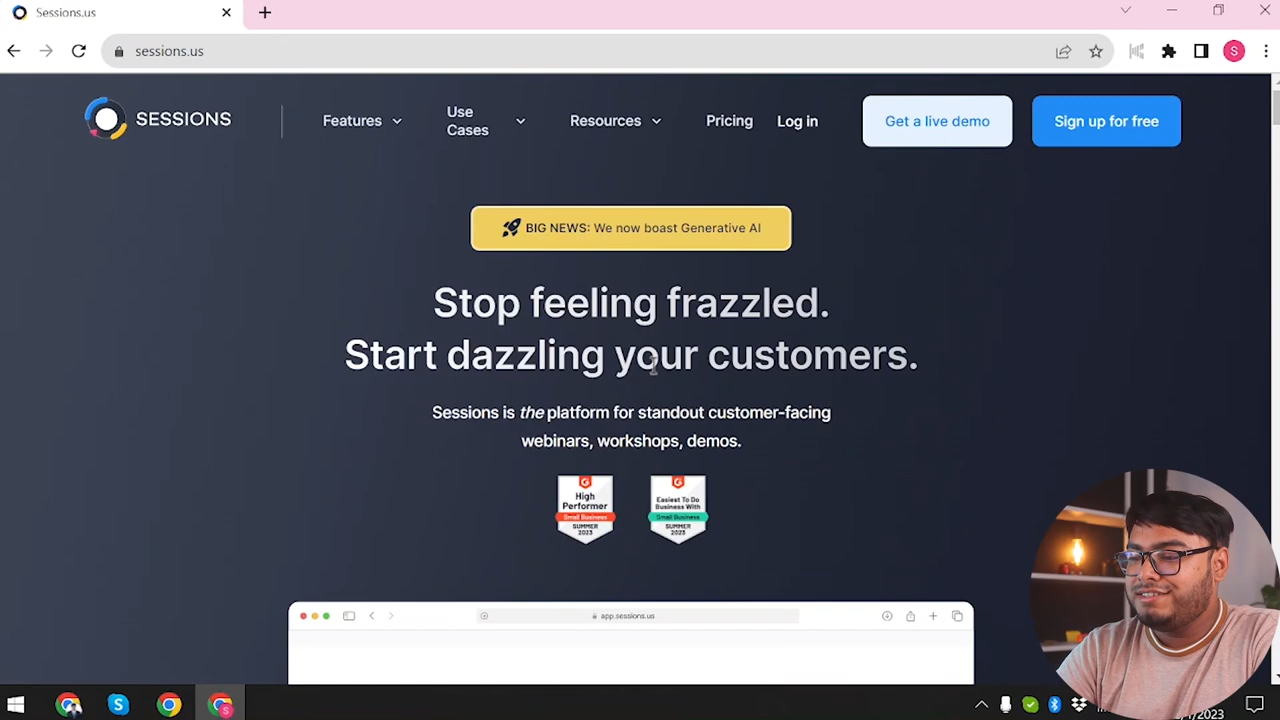 Sessions.us
sessions.us
S
SESSIONS
Features
Use
Cases
Resources
Pricing
Log in
Get a live demo
Sign up for free
BIG NEWS: We now boast Generative AI
Stop feeling frazzled.
Start dazzling your customers.
Sessions is the platform for standout customer-facing
webinars, workshops, demos.
High
Performer
Small Business
SUMMER
2023
Easiest To Do
Business With
Small Business
SUMMER
2023
app.sessions.us